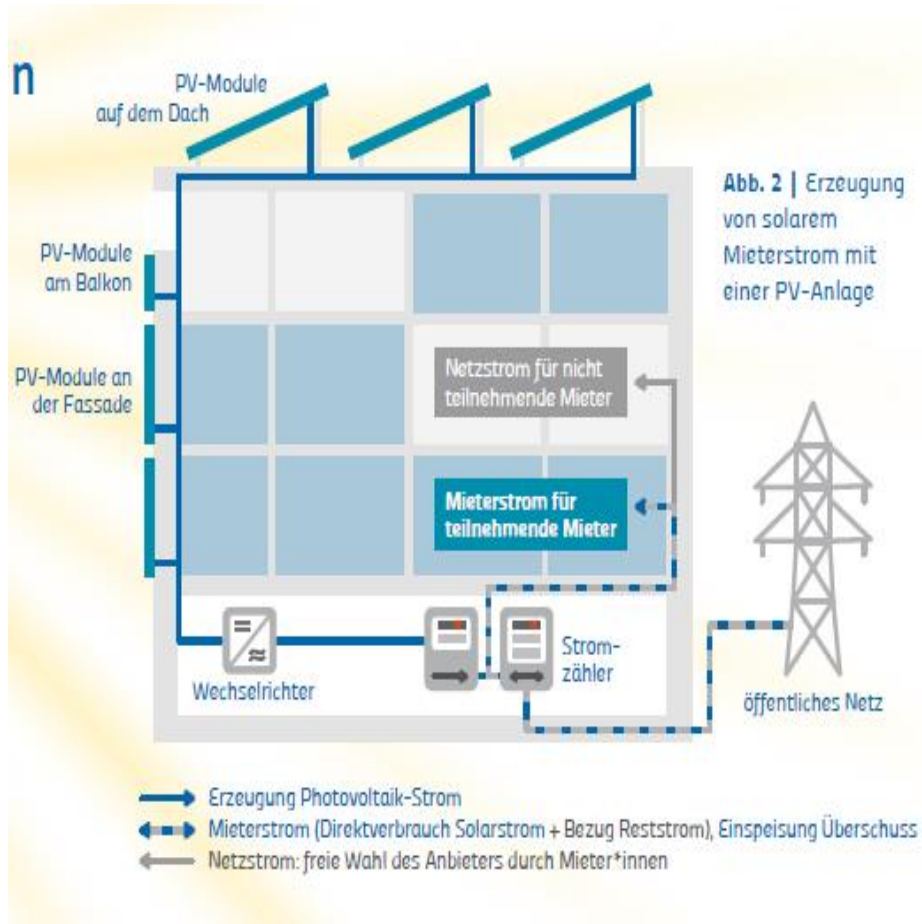 n
PV-Module
auf dem Dach
Abb. 2 | Erzeugung
von solarem
Mieterstrom mit
einer PV-Anlage
PV-Module
am Balkon
PV-Module an
der Fassade
Netzstrom für nicht
teilnehmende Mieter
Mieterstrom für
teilnehmende Mieter
Wechselrichter
Strom-
zähler
öffentliches Netz
Erzeugung Photovoltaik-Strom
Mieterstrom (Direktverbrauch Solarstrom + Bezug Reststrom), Einspeisung Überschuss
Netzstrom: freie Wahl des Anbieters durch Mieter*innen